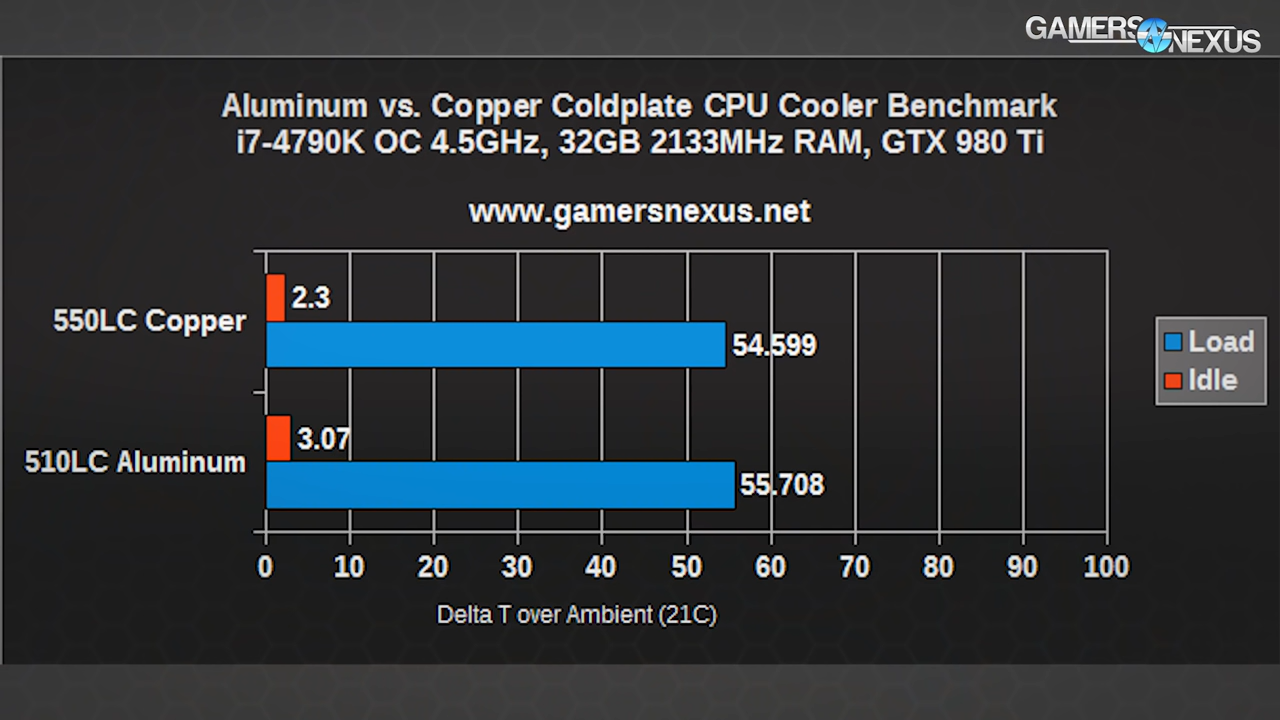 GAMERS NEXUS
Aluminum vs. Copper Coldplate CPU Cooler Benchmark
i7-4790K OC 4.5GHz, 32GB 2133MHz RAM, GTX 980 Ti
www.gamersnexus.net
2.3
550LC Copper
54.599
Load
Idle
3.07
510LC Aluminum
55.708
0 10 20 30 40 50 60 70 80 90 100
Delta T over Ambient (21C)